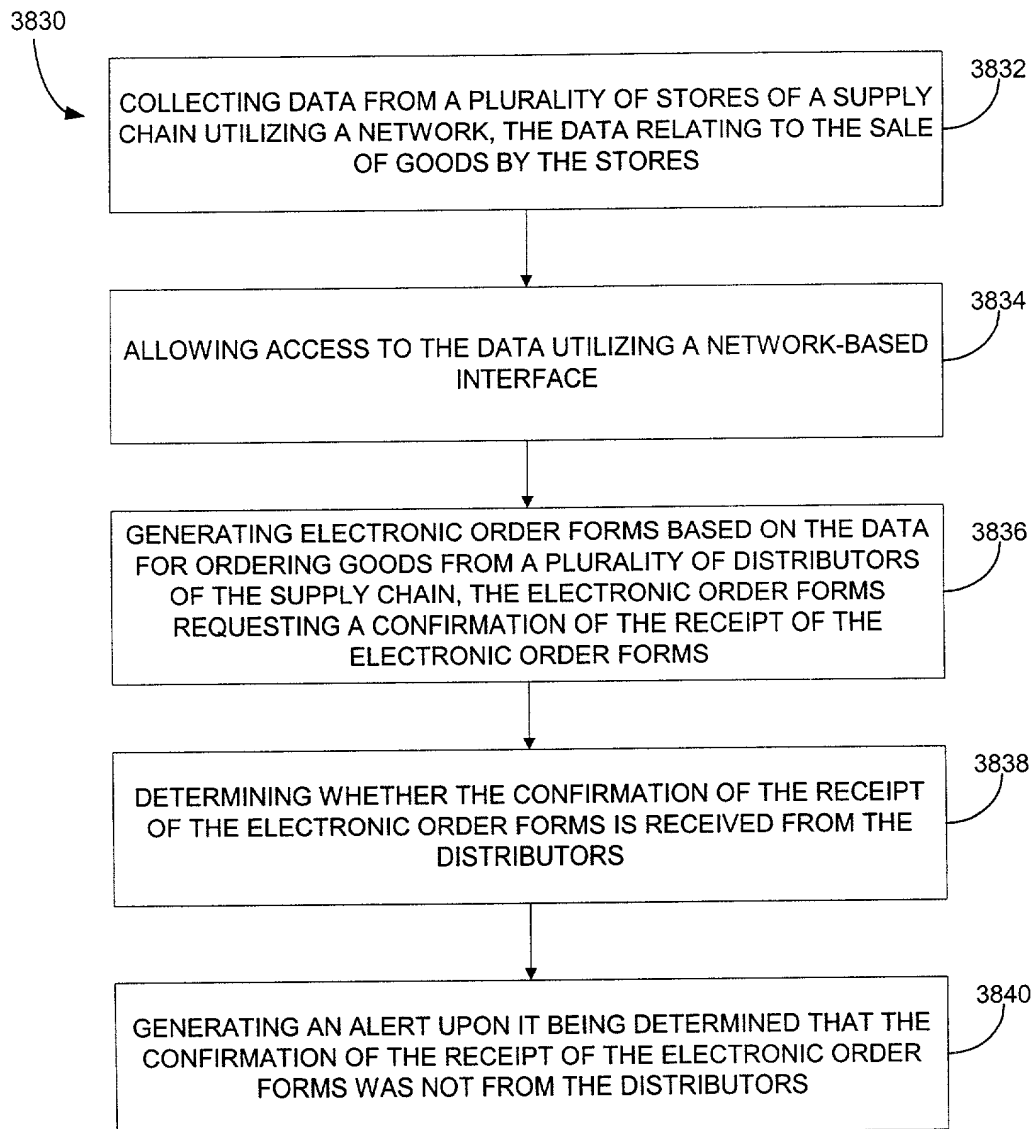 3830
3832
COLLECTING DATA FROM A PLURALITY OF STORES OF A SUPPLY
CHAIN UTILIZING A NETWORK, THE DATA RELATING TO THE SALE
OF GOODS BY THE STORES
3834
ALLOWING ACCESS TO THE DATA UTILIZING A NETWORK-BASED
INTERFACE
3836
GENERATING ELECTRONIC ORDER FORMS BASED ON THE DATA
FOR ORDERING GOODS FROM A PLURALITY OF DISTRIBUTORS
OF THE SUPPLY CHAIN, THE ELECTRONIC ORDER FORMS
REQUESTING A CONFIRMATION OF THE RECEIPT OF THE
ELECTRONIC ORDER FORMS
3838
DETERMINING WHETHER THE CONFIRMATION OF THE RECEIPT
OF THE ELECTRONIC ORDER FORMS IS RECEIVED FROM THE
DISTRIBUTORS
3840
GENERATING AN ALERT UPON IT BEING DETERMINED THAT THE
CONFIRMATION OF THE RECEIPT OF THE ELECTRONIC ORDER
FORMS WAS NOT FROM THE DISTRIBUTORS